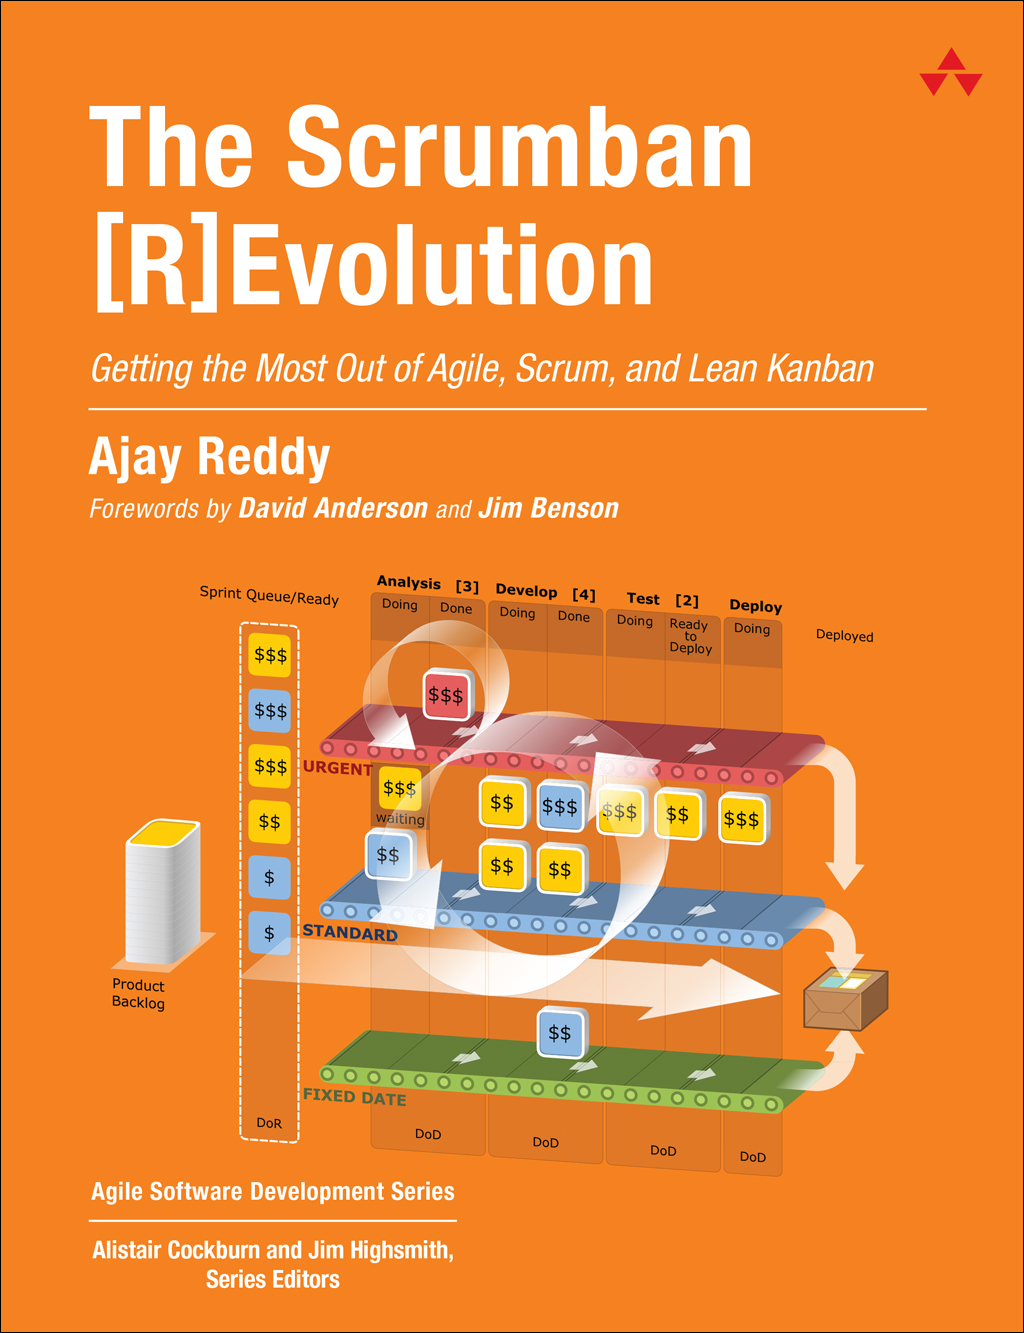 The Scrumban
[R]Evolution
Getting the Most Out of Agile, Scrum, and Lean Kanban
Ajay Reddy
Forewords by David Anderson and Jim Benson
Sprint Queue/Ready
Analysis [3] Develop [4] Test [2] Deploy
Doing Done Doing Done Doing Ready to Deploy Doing
Deployed
$$$
$$$
$$$
$$$
URGENT
$$$
waiting
$$ $$$ $$$ $$ $$$
$$
$$
$$ $$
$
$
STANDARD
Product
Backlog
$$
FIXED DATE
DoR
DoD DoD DoD DoD
Agile Software Development Series
Alistair Cockburn and Jim Highsmith,
Series Editors